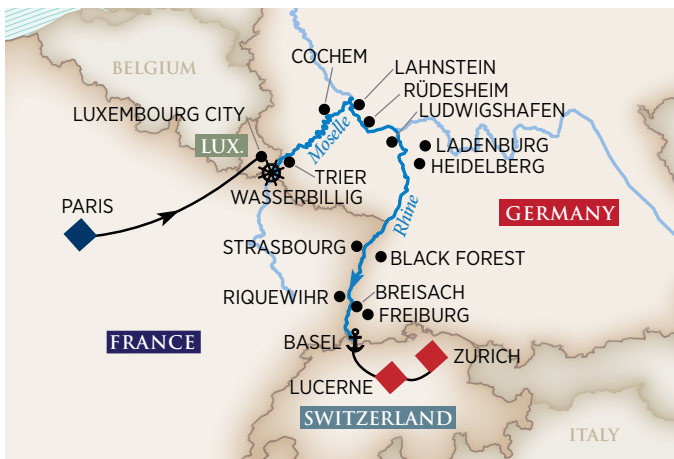 COCHEM
LAHNSTEIN
BELGIUM
RÜDESHEIM
LUXEMBOURG CITY
LUDWIGSHAFEN
Moselle
LUX.
LADENBURG
HEIDELBERG
TRIER
WASSERBILLIG
PARIS
Rhine
GERMANY
STRASBOURG
BLACK FOREST
RIQUEWIHR
BREISACH
FREIBURG
FRANCE
BASEL
ZURICH
LUCERNE
SWITZERLAND
ITALY